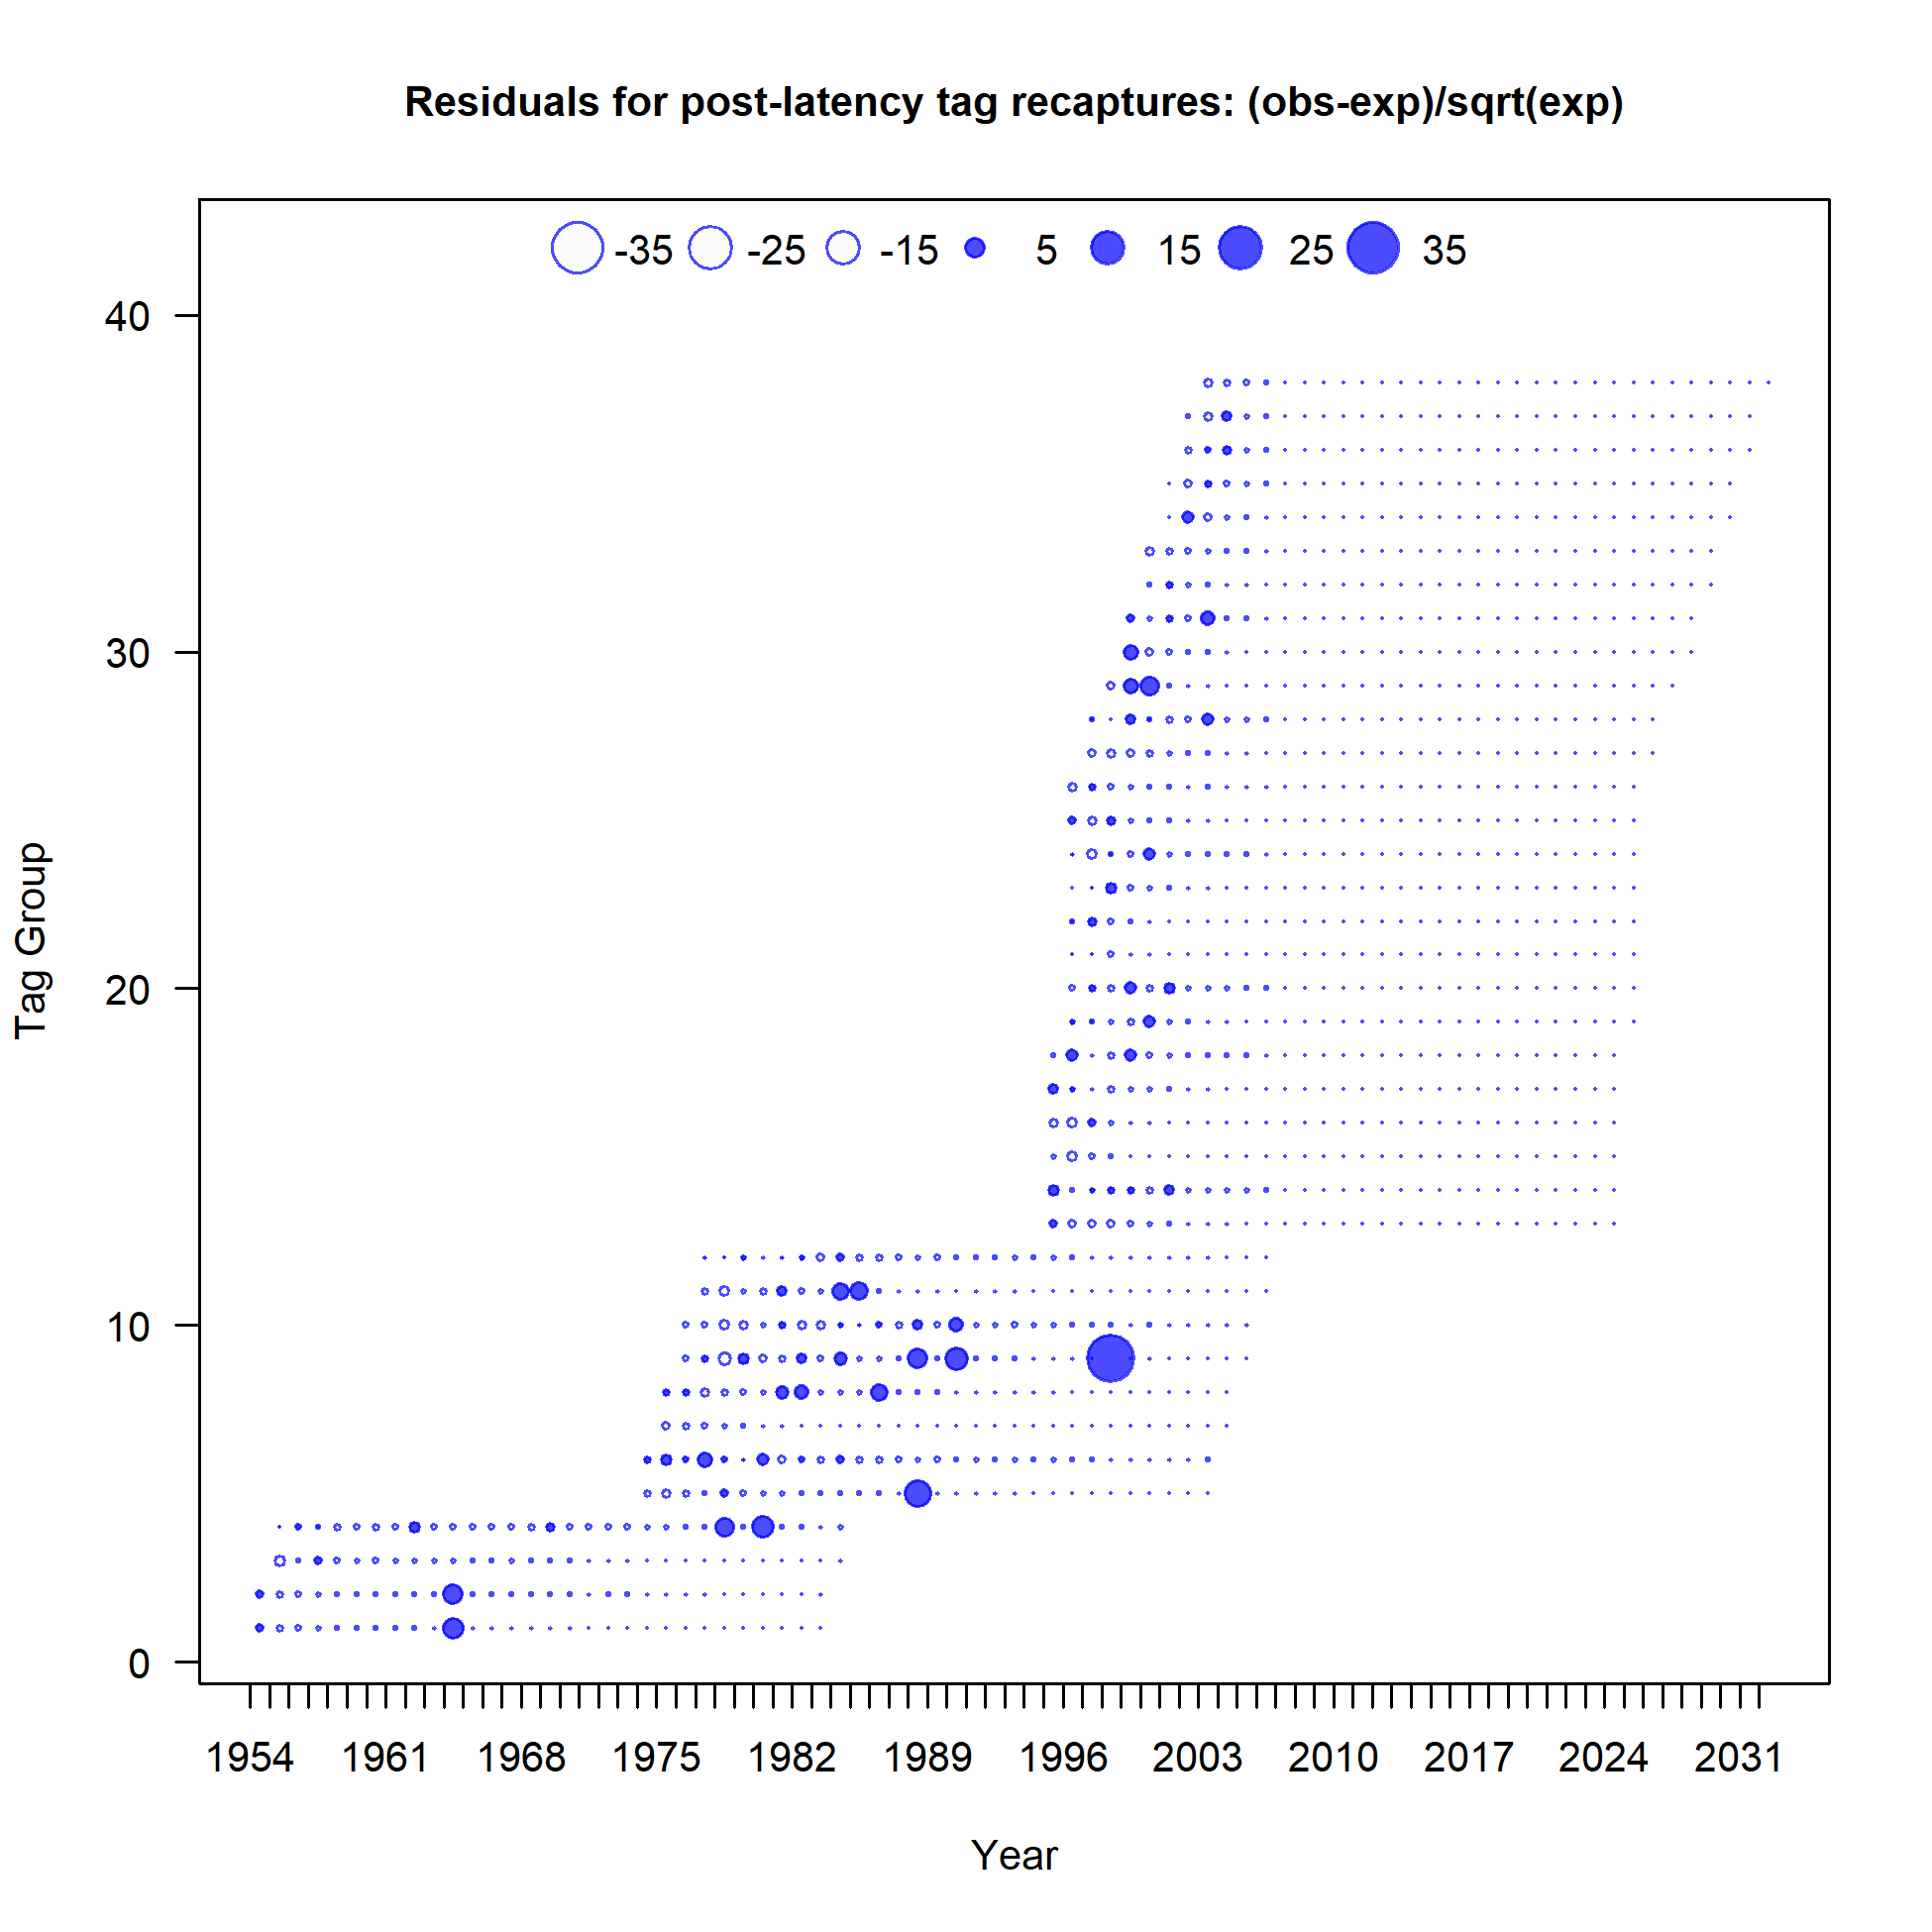 Residuals for post-latency tag recaptures: (obs-exp)/sqrt(exp)
-35 -25 -15 5 15 25 35
40
30
20
10
0
Tag Group
1954 1961 1968 1975 1982 1989 1996 2003 2010 2017 2024 2031
Year